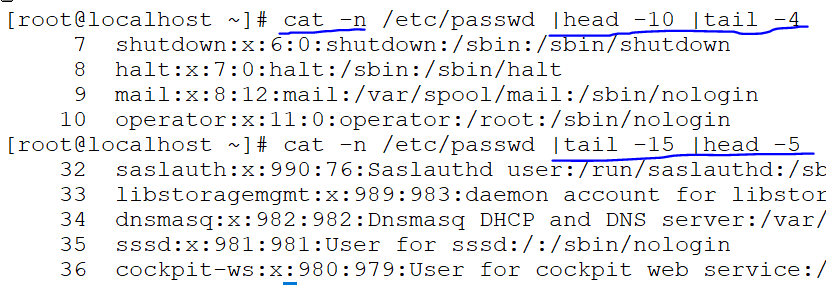 [root@localhost ~]# cat -n /etc/passwd |head -10 |tail -4
7 shutdown:x:6:0:shutdown:/sbin:/sbin/shutdown
8 halt:x:7:0:halt:/sbin:/sbin/halt
9 mail:x:8:12:mail:/var/spool/mail:/sbin/nologin
10 operator:x:11:0:operator:/root:/sbin/nologin
[root@localhost ~]# cat -n /etc/passwd |tail -15 |head -5
32 saslauth:x:990:76:Saslauthd user:/run/saslauthd:/sb
33 libstoragemgmt:x:989:983:daemon account for libstor
34 dnsmasq:x:982:982:Dnsmasq DHCP and DNS server:/var/
35 sssd:x:981:981:User for sssd:/:/sbin/nologin
36 cockpit-ws:x:980:979:User for cockpit web service:/